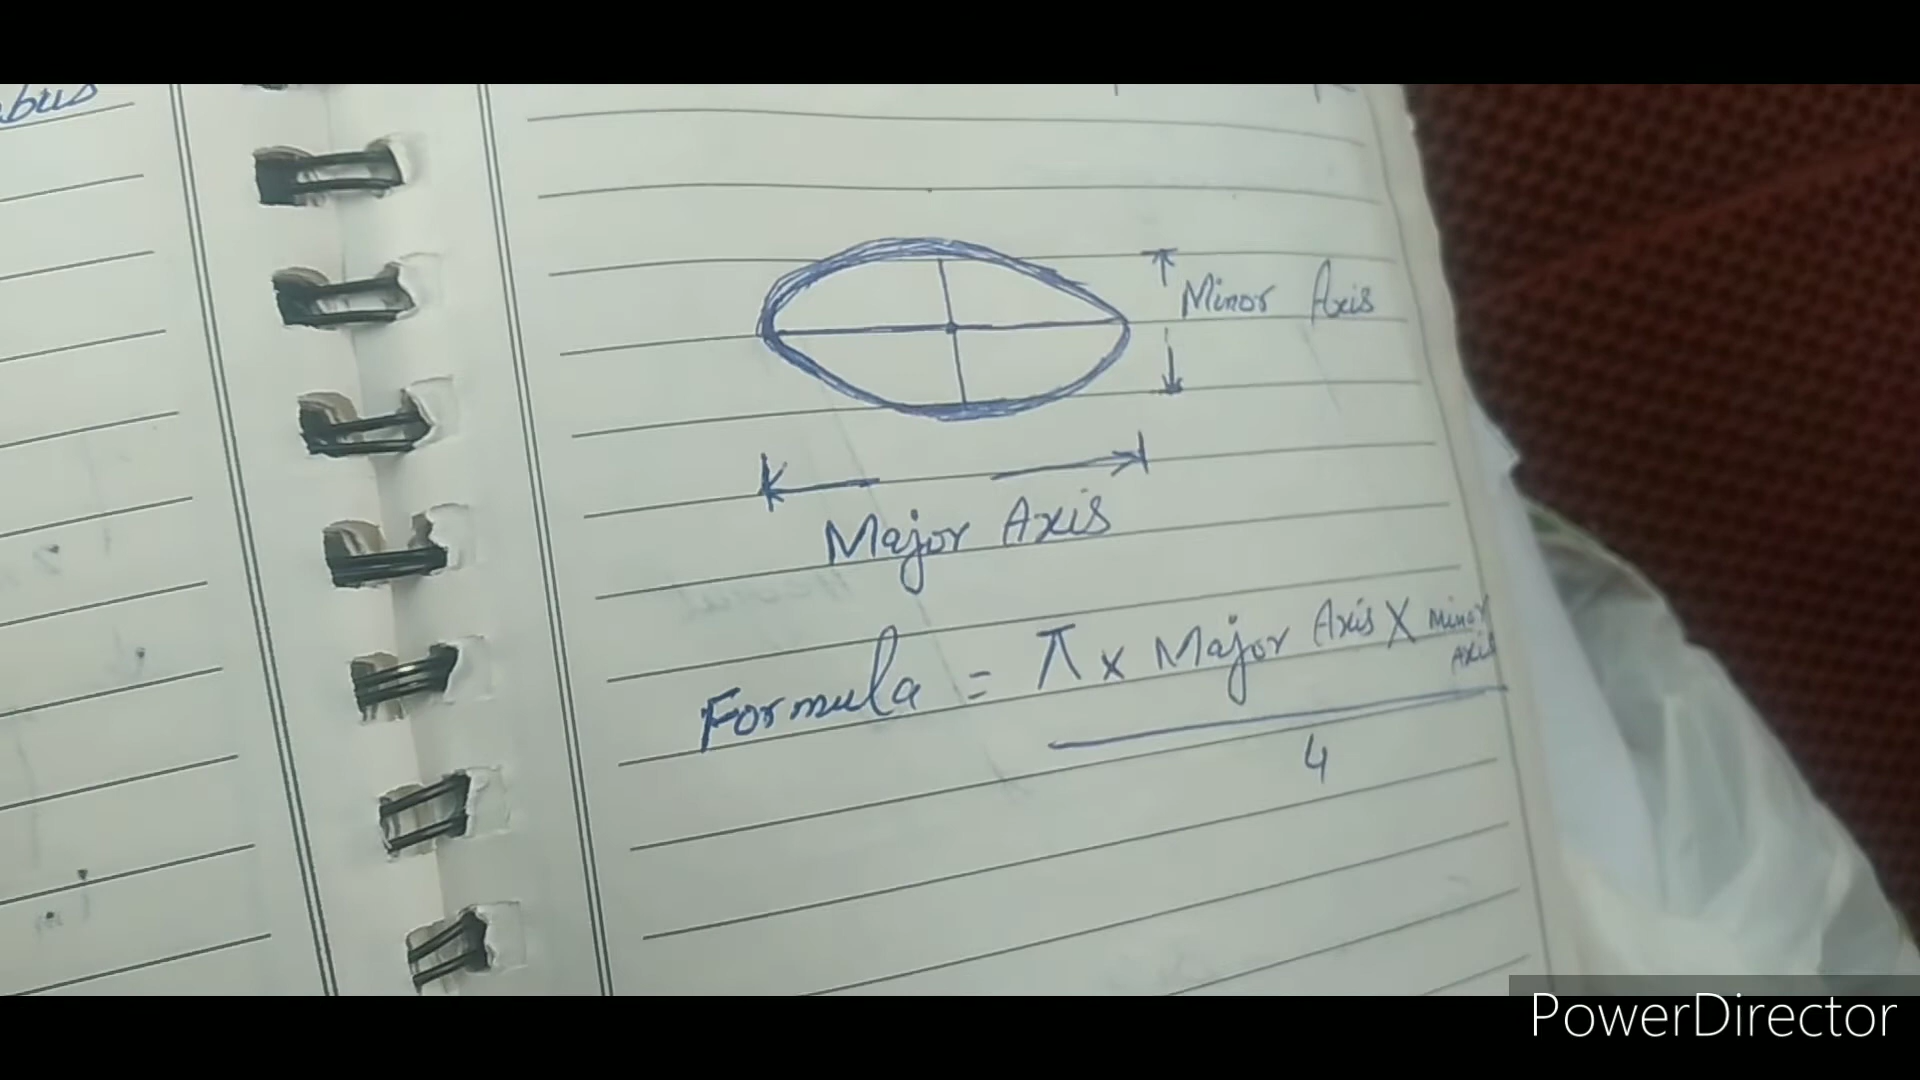 Minor Axis
Major Axis
Formula = π x Major Axis X Minor Axis
4
PowerDirector